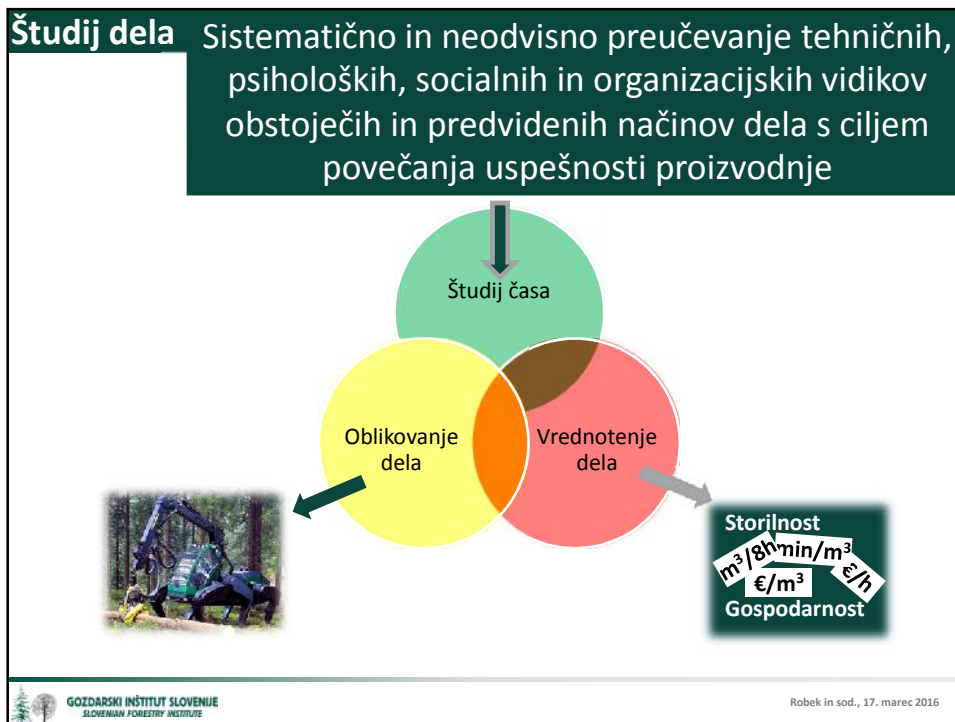 Študij dela
Sistematično in neodvisno preučevanje tehničnih,
psiholoških, socialnih in organizacijskih vidikov
obstoječih in predvidenih načinov dela s ciljem
povečanja uspešnosti proizvodnje
Študij časa
Oblikovanje
dela
Vrednotenje
dela
Storilnost
m³/8h
min/m³
€/h
€/m³
Gospodarnost
GOZDARSKI INŠTITUT SLOVENIJE
SLOVENIAN FORESTRY INSTITUTE
Robek in sod., 17. marec 2016